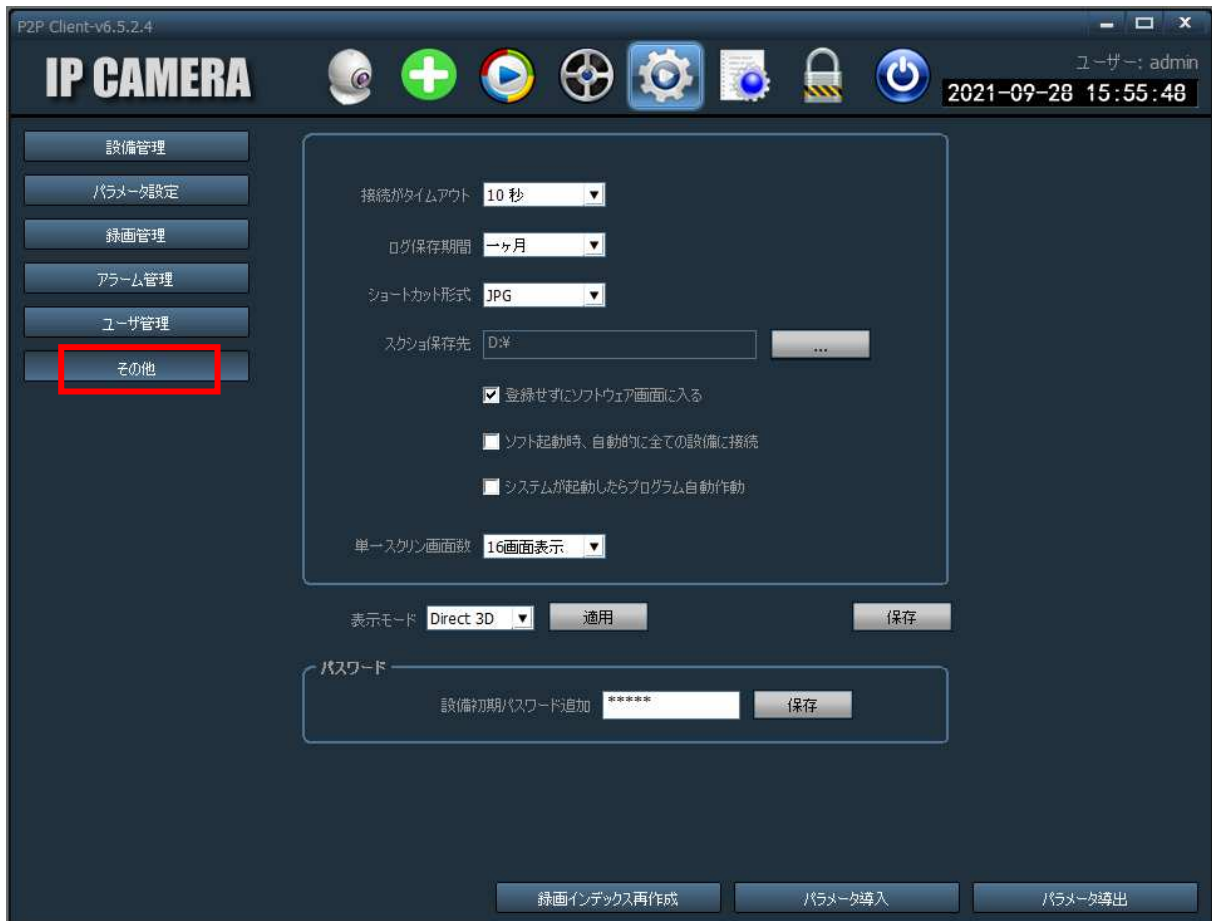 P2P Client-v6.5.2.4
IP CAMERA
ユーザー: admin
2021-09-28 15:55:48
設備管理
パラメータ設定
録画管理
アラーム管理
ユーザ管理
その他
接続がタイムアウト 10 秒
ログ保存期間 一ヶ月
ショートカット形式 JPG
スクショ保存先 D:¥ ...
登録せずにソフトウェア画面に入る
ソフト起動時、自動的に全ての設備に接続
システムが起動したらプログラム自動作動
単一スクリン画面数 16画面表示
表示モード Direct 3D 適用 保存
パスワード
設備初期パスワード追加 ***** 保存
録画インデックス再作成 パラメータ導入 パラメータ導出